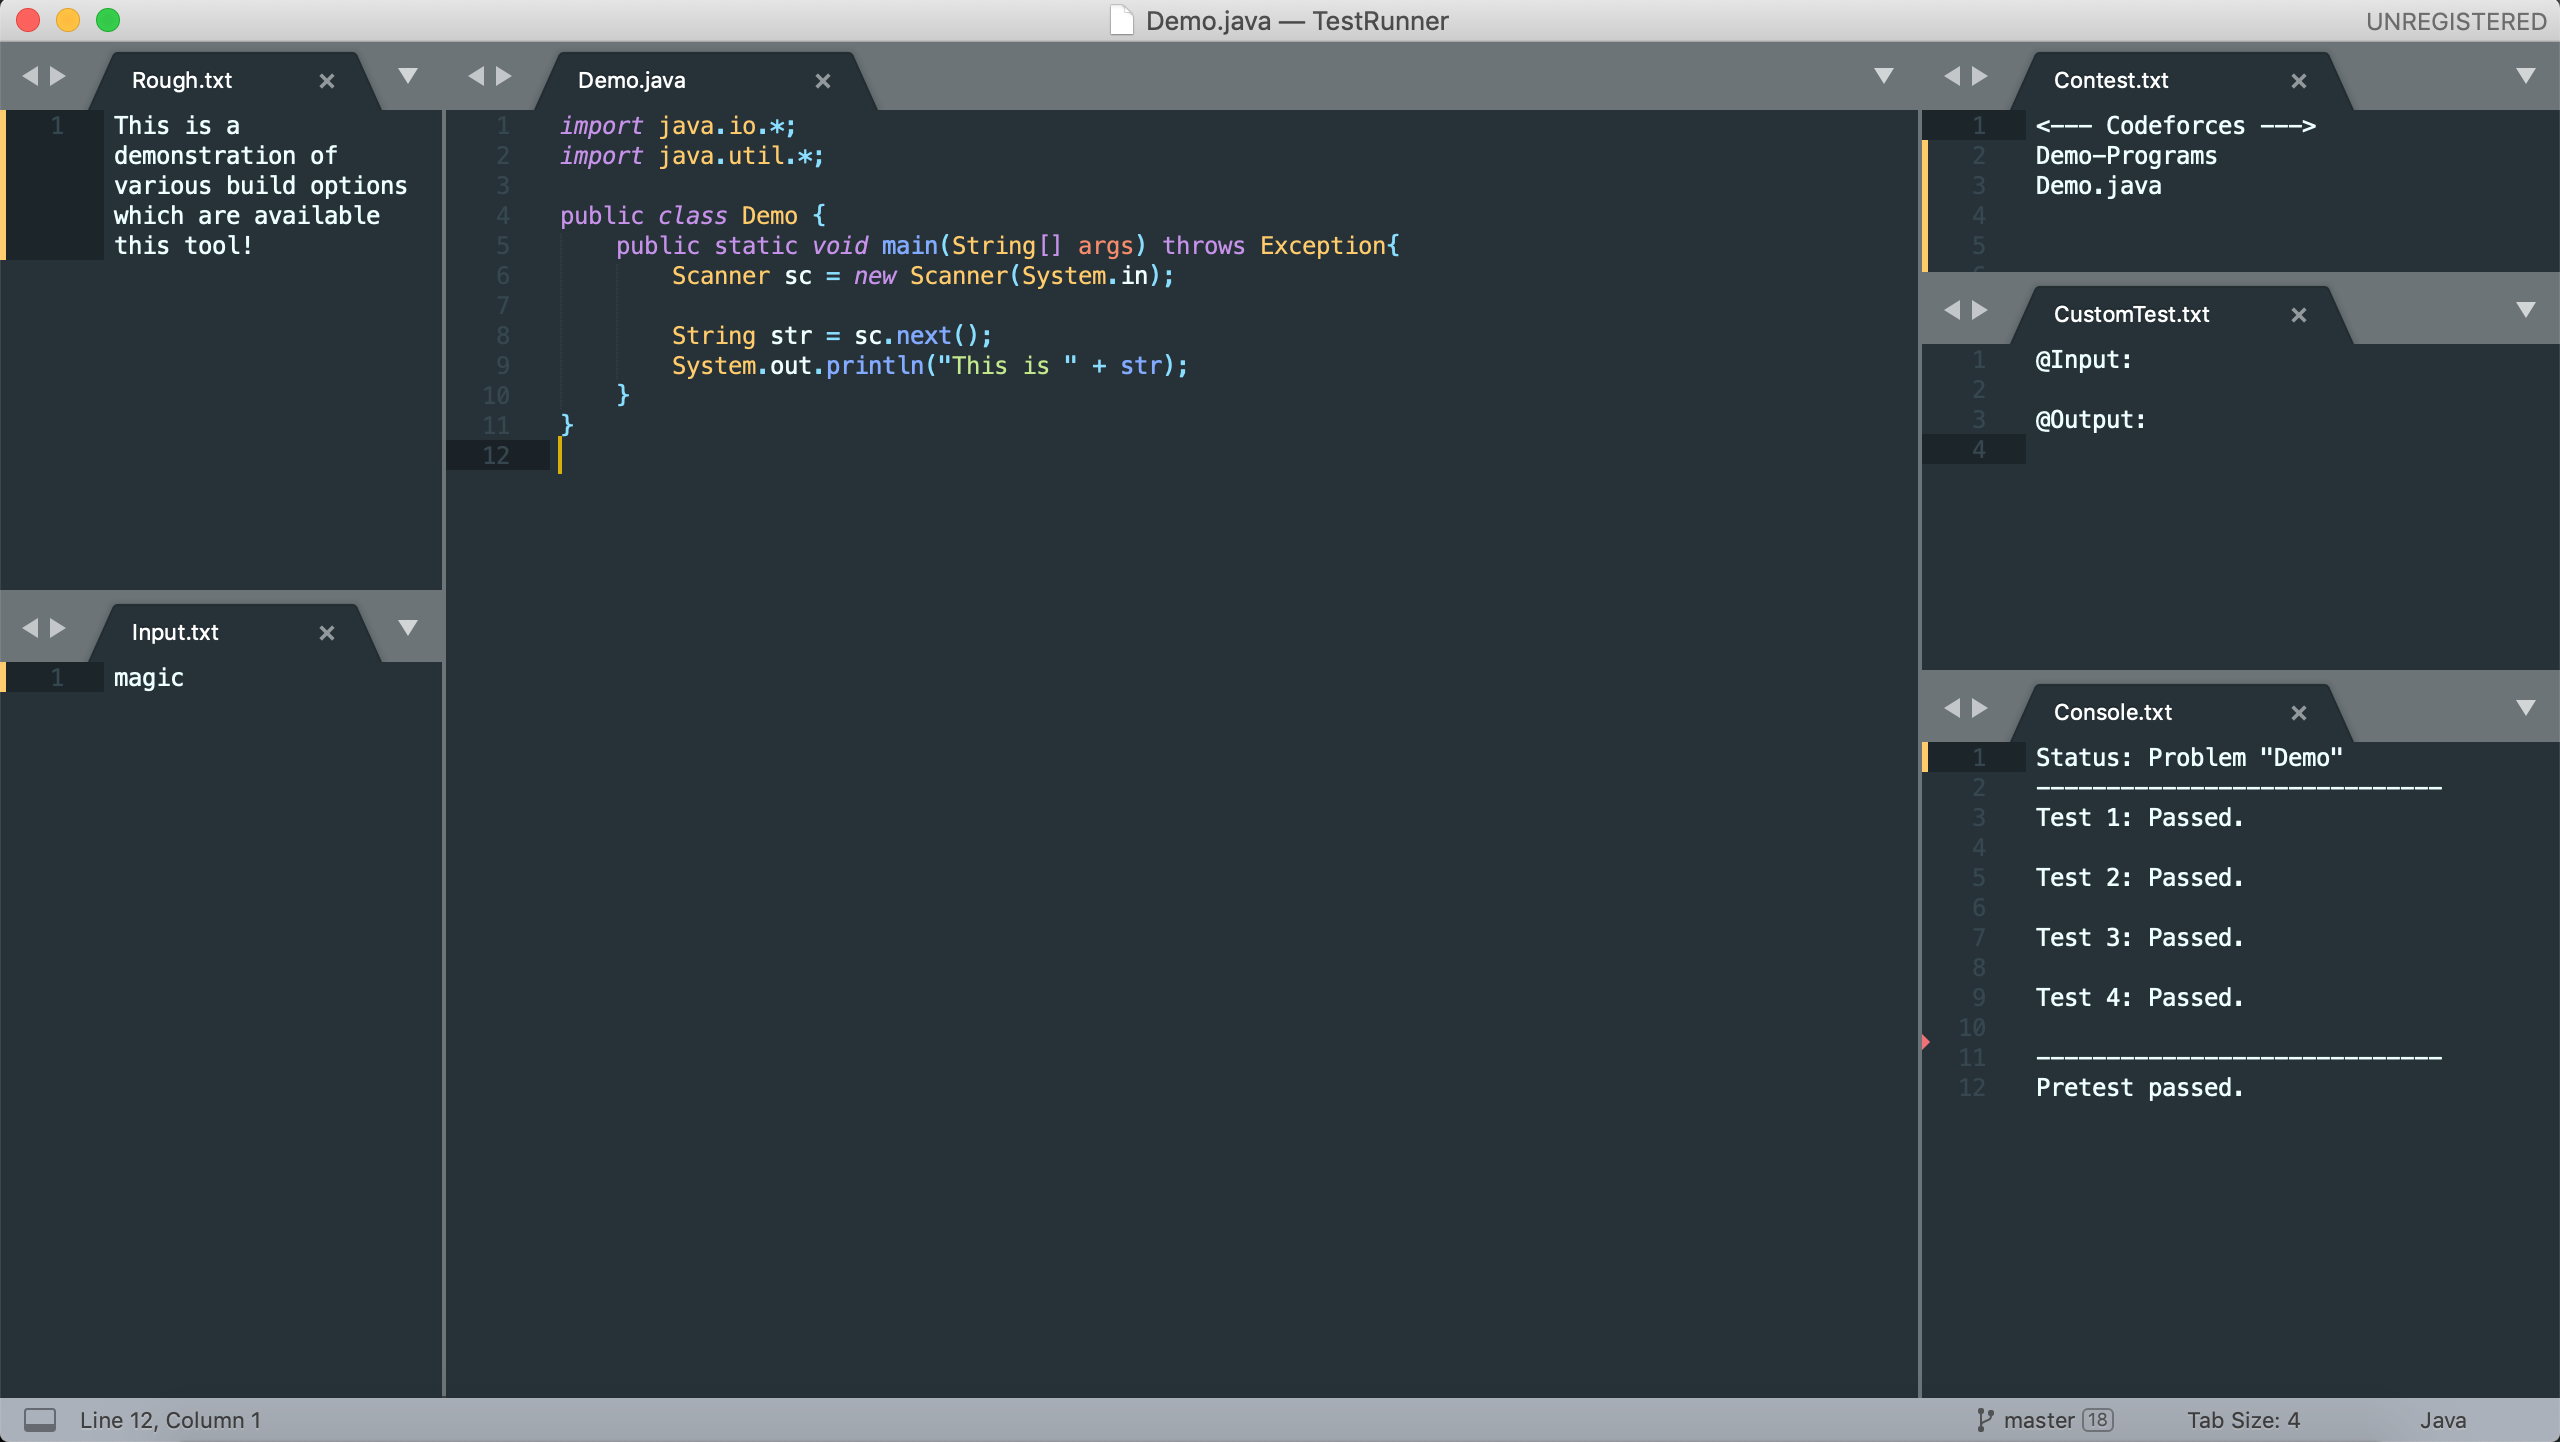 Demo.java — TestRunner
UNREGISTERED
Rough.txt
1 This is a
demonstration of
various build options
which are available
this tool!
Input.txt
1 magic
Demo.java
1 import java.io.*;
2 import java.util.*;
3
4 public class Demo {
5     public static void main(String[] args) throws Exception{
6         Scanner sc = new Scanner(System.in);
7
8         String str = sc.next();
9         System.out.println("This is " + str);
10     }
11 }
12
Contest.txt
1 <--- Codeforces --->
2 Demo-Programs
3 Demo.java
4
5
CustomTest.txt
1 @Input:
2
3 @Output:
4
Console.txt
1 Status: Problem "Demo"
2 -----------------------------
3 Test 1: Passed.
4
5 Test 2: Passed.
6
7 Test 3: Passed.
8
9 Test 4: Passed.
10
11 -----------------------------
12 Pretest passed.
Line 12, Column 1
master 18
Tab Size: 4
Java